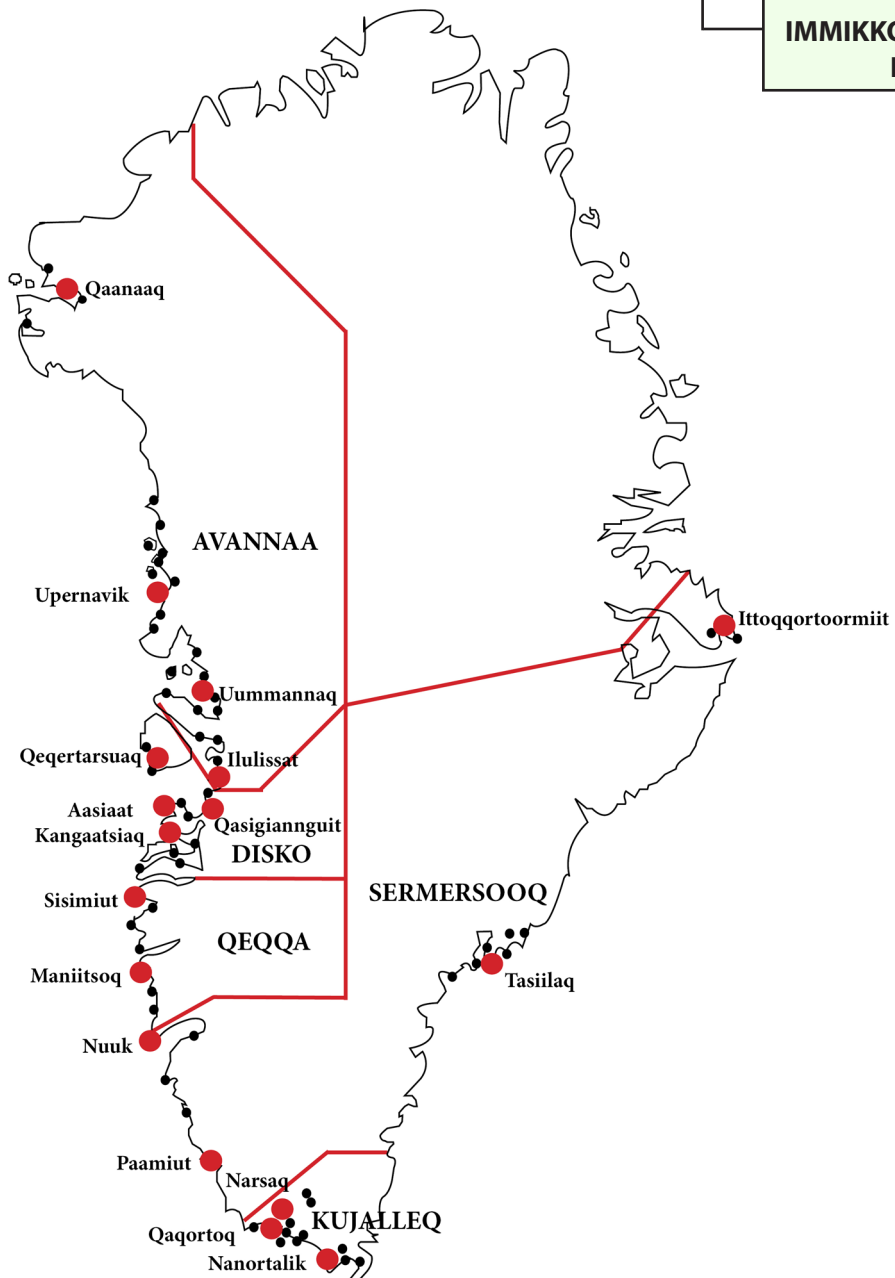 Qaanaaq
AVANNAA
Upernavik
Ittoqqortoormiit
Uummannaq
Qeqertarsuaq
Ilulissat
Aasiaat
Qasigiannguit
Kangaatsiaq
DISKO
SERMERSOOQ
Sisimiut
QEQQA
Maniitsoq
Tasiilaq
Nuuk
Paamiut
Narsaq
KUJALLEQ
Qaqortoq
Nanortalik